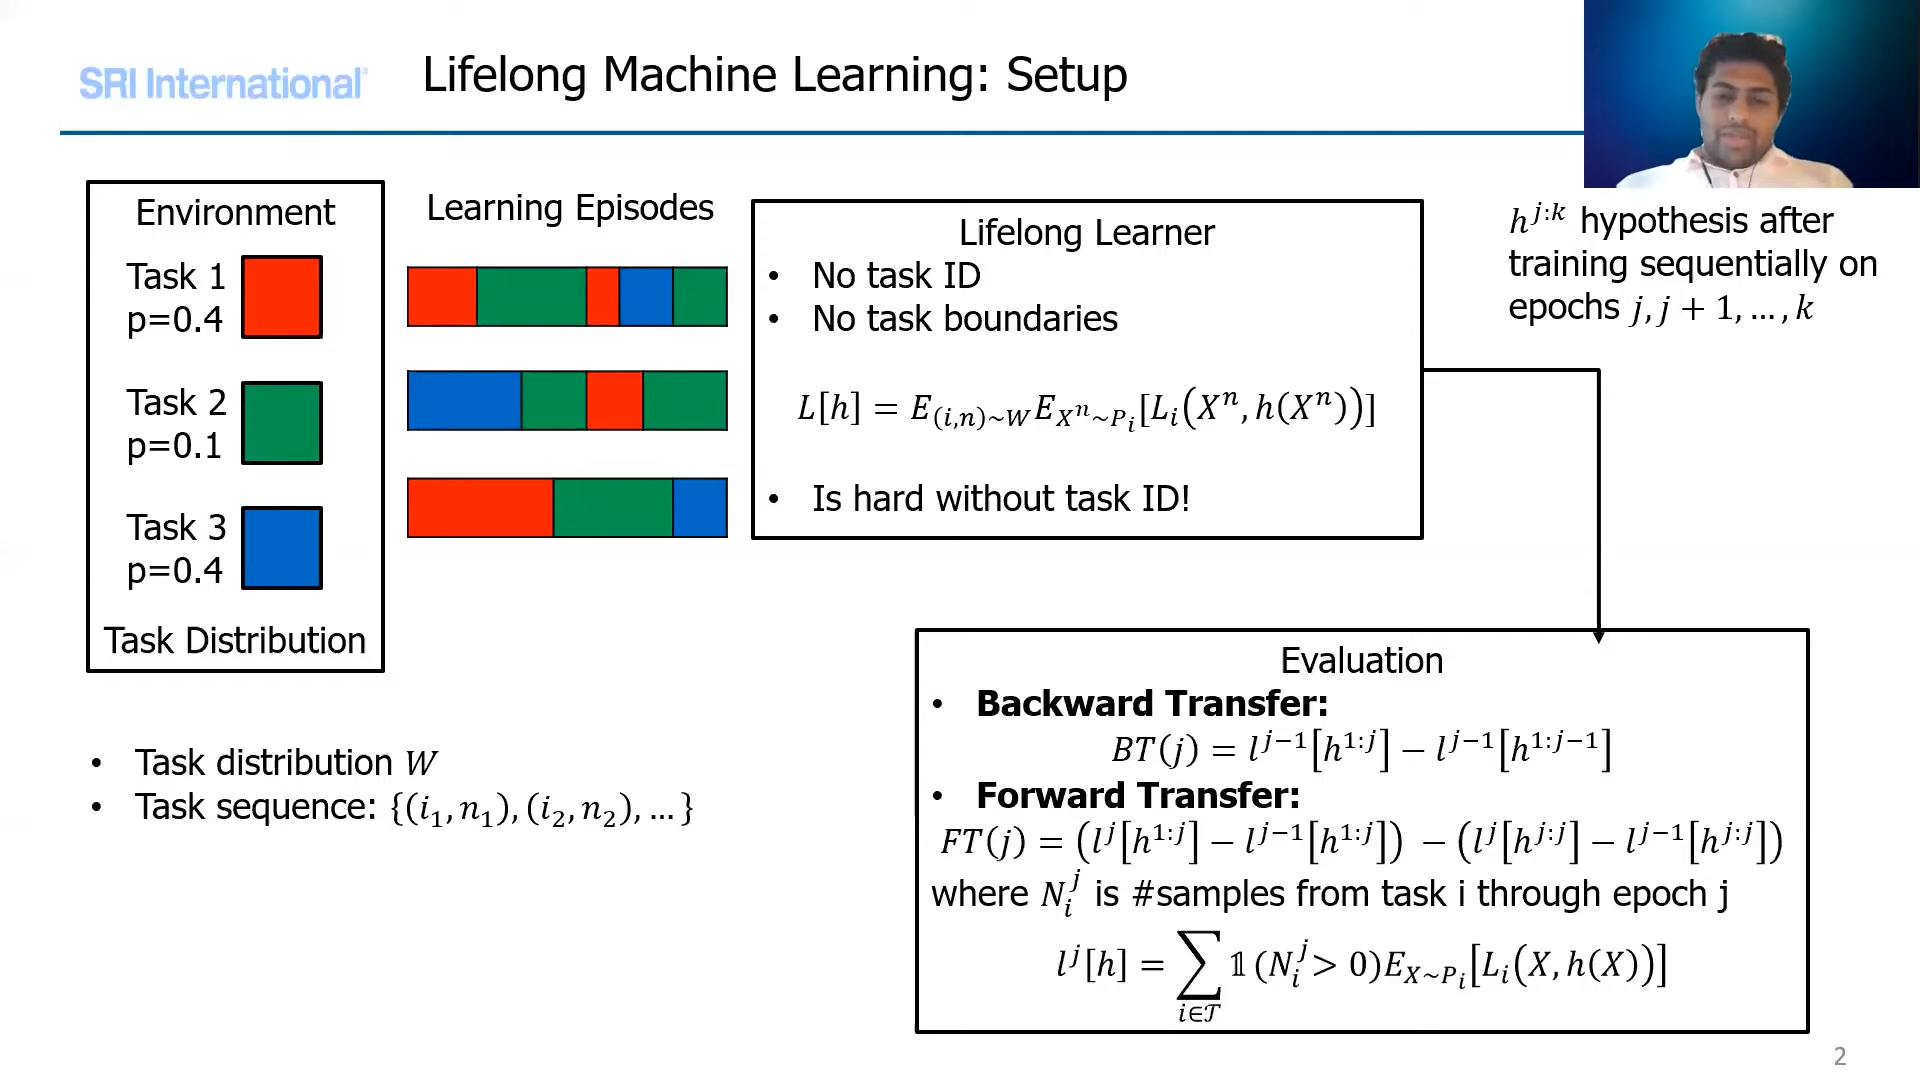 SRI International
Lifelong Machine Learning: Setup
Environment
Task 1
p=0.4
Task 2
p=0.1
Task 3
p=0.4
Task Distribution
Learning Episodes
Lifelong Learner
• No task ID
• No task boundaries
L[h] = E_{(i,n)~W} E_{X^n~P_i}[L_i(X^n, h(X^n))]
• Is hard without task ID!
h^{j:k} hypothesis after
training sequentially on
epochs j, j + 1, … , k
• Task distribution W
• Task sequence: {(i_1, n_1), (i_2, n_2), … }
Evaluation
• Backward Transfer:
BT(j) = l^{j−1}[h^{1:j}] − l^{j−1}[h^{1:j−1}]
• Forward Transfer:
FT(j) = (l^j[h^{1:j}] − l^{j−1}[h^{1:j}]) − (l^j[h^{j:j}] − l^{j−1}[h^{j:j}])
where N_i^j is #samples from task i through epoch j
l^j[h] = ∑_{i∈𝒯} 𝟙(N_i^j > 0)E_{X~P_i}[L_i(X, h(X))]
2